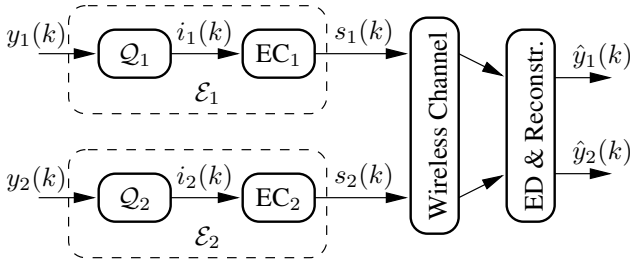 y₁(k)
Q₁
i₁(k)
EC₁
s₁(k)
ℰ₁
y₂(k)
Q₂
i₂(k)
EC₂
s₂(k)
ℰ₂
Wireless Channel
ED & Reconstr.
ŷ₁(k)
ŷ₂(k)